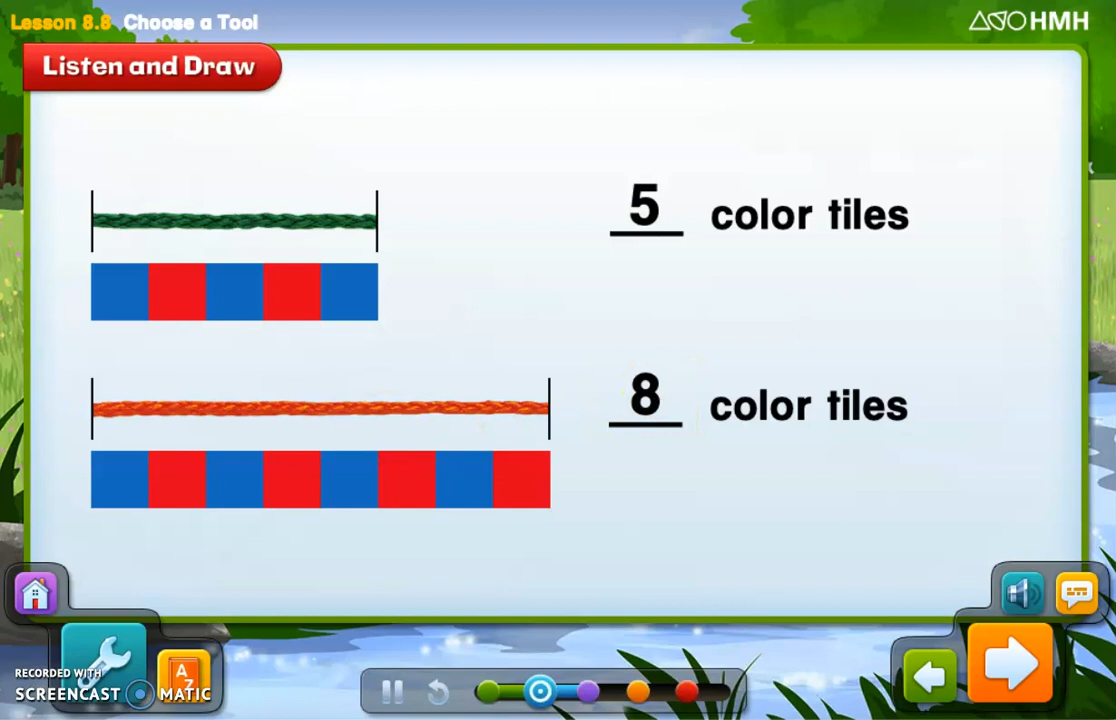 Lesson 8.8 Choose a Tool
HMH
Listen and Draw
5 color tiles
8 color tiles
A
Z
RECORDED WITH
SCREENCAST MATIC